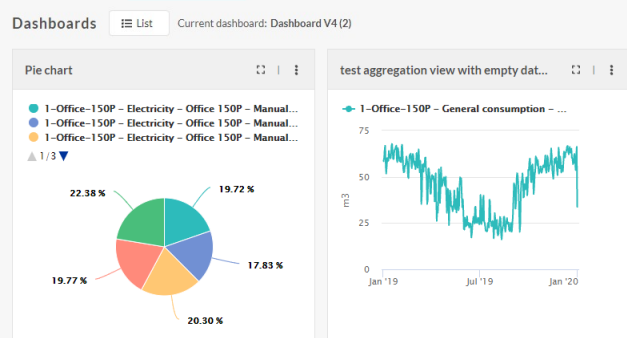 Dashboards
List
Current dashboard: Dashboard V4 (2)
Pie chart
1-Office-150P - Electricity - Office 150P - Manual...
1-Office-150P - Electricity - Office 150P - Manual...
1-Office-150P - Electricity - Office 150P - Manual...
1/3
22.38 %
19.72 %
17.83 %
19.77 %
20.30 %
test aggregation view with empty dat...
1-Office-150P - General consumption - ...
75
50
25
0
m3
Jan '19
Jul '19
Jan '20